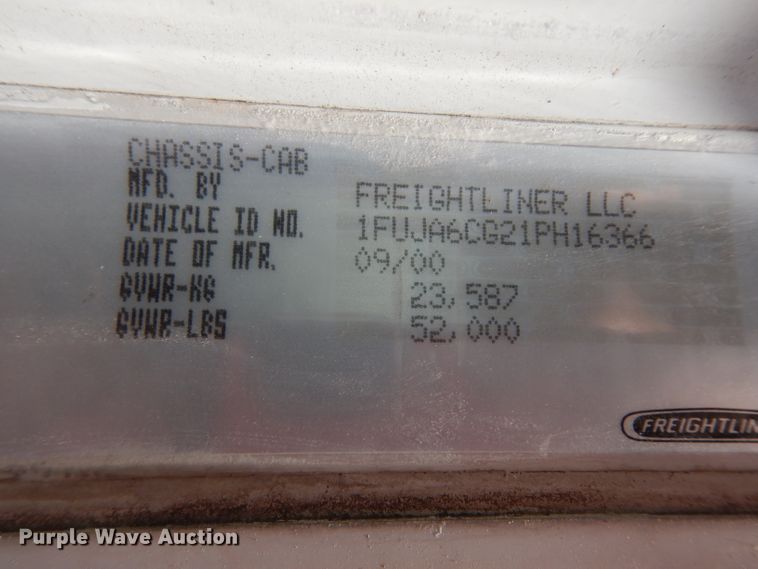 CHASSIS-CAB
MFD. BY FREIGHTLINER LLC
VEHICLE ID NO. 1FUJA6CG21PH16366
DATE OF MFR. 09/00
GVWR-KG 23,587
GVWR-LBS 52,000
FREIGHTLIN
Purple Wave Auction